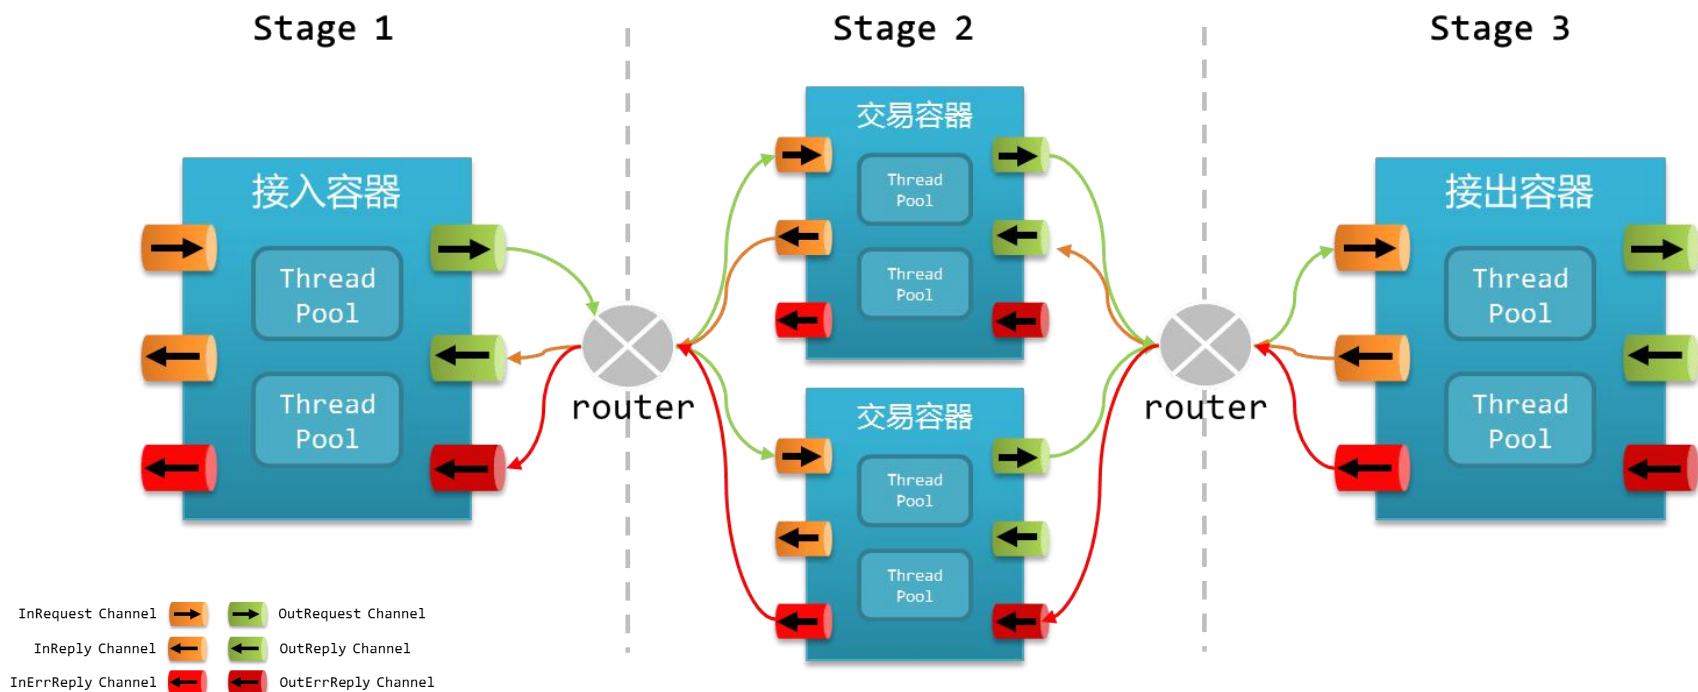 Stage 1
Stage 2
Stage 3
接入容器
Thread
Pool
Thread
Pool
router
交易容器
Thread
Pool
Thread
Pool
交易容器
Thread
Pool
Thread
Pool
router
接出容器
Thread
Pool
Thread
Pool
InRequest Channel
OutRequest Channel
InReply Channel
OutReply Channel
InErrReply Channel
OutErrReply Channel